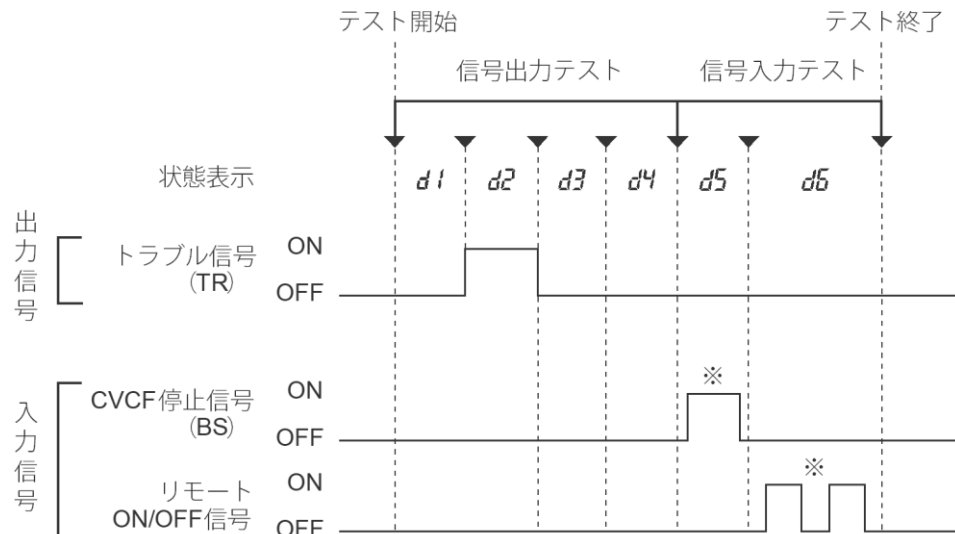 テスト開始
テスト終了
信号出力テスト
信号入力テスト
状態表示
d1 d2 d3 d4 d5 d6
出力信号
トラブル信号
(TR)
ON
OFF
入力信号
CVCF停止信号
(BS)
ON
OFF
※
リモート
ON/OFF信号
ON
OFF
※